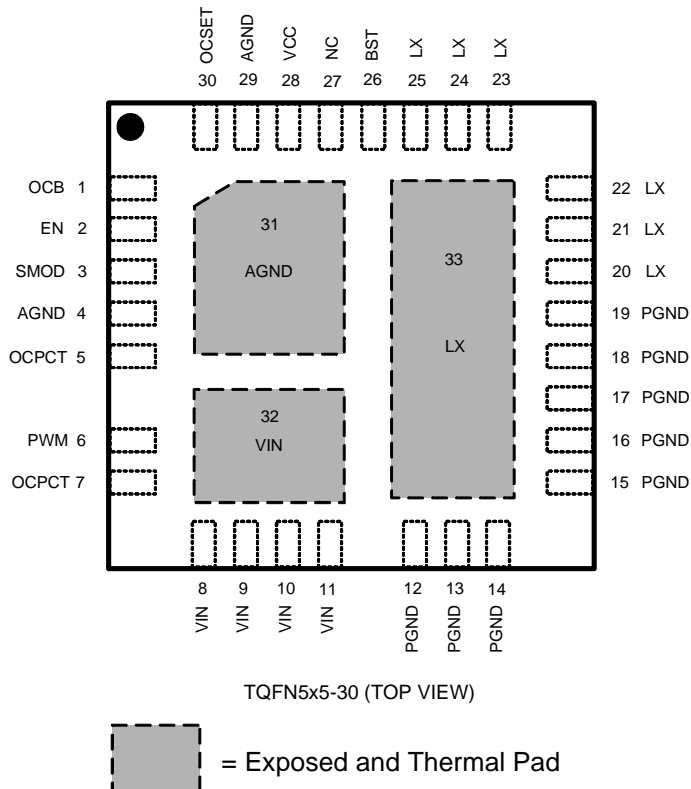 OCSET AGND VCC NC BST LX LX LX
30 29 28 27 26 25 24 23
OCB 1
EN 2
SMOD 3
AGND 4
OCPCT 5
PWM 6
OCPCT 7
31
AGND
32
VIN
33
LX
22 LX
21 LX
20 LX
19 PGND
18 PGND
17 PGND
16 PGND
15 PGND
8 9 10 11 12 13 14
VIN VIN VIN VIN PGND PGND PGND
TQFN5x5-30 (TOP VIEW)
= Exposed and Thermal Pad